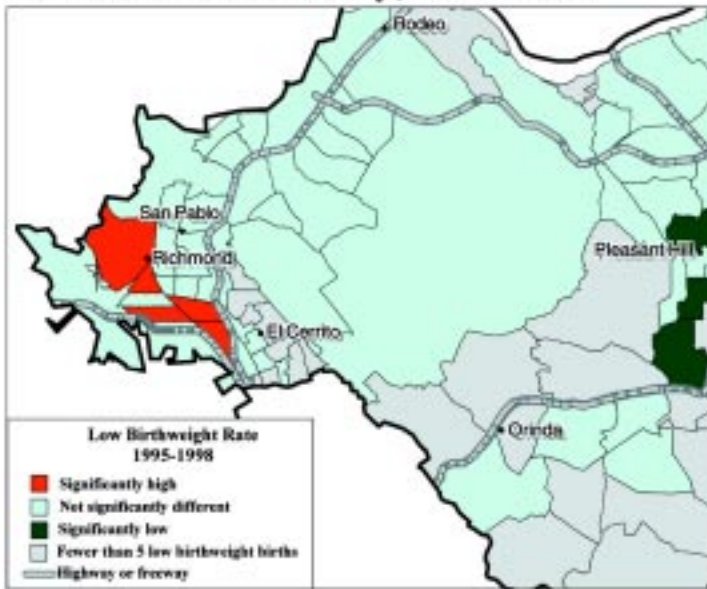 Rodeo
San Pablo
Richmond
Pleasant Hill
El Cerrito
Orinda
Low Birthweight Rate
1995-1998
Significantly high
Not significantly different
Significantly low
Fewer than 5 low birthweight births
Highway or freeway